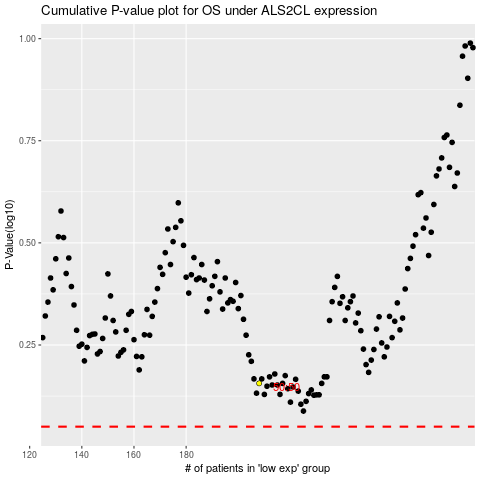 Cumulative P-value plot for OS under ALS2CL expression
P-Value(log10)
1.00
0.75
0.50
0.25
120
140
160
180
# of patients in 'low exp' group